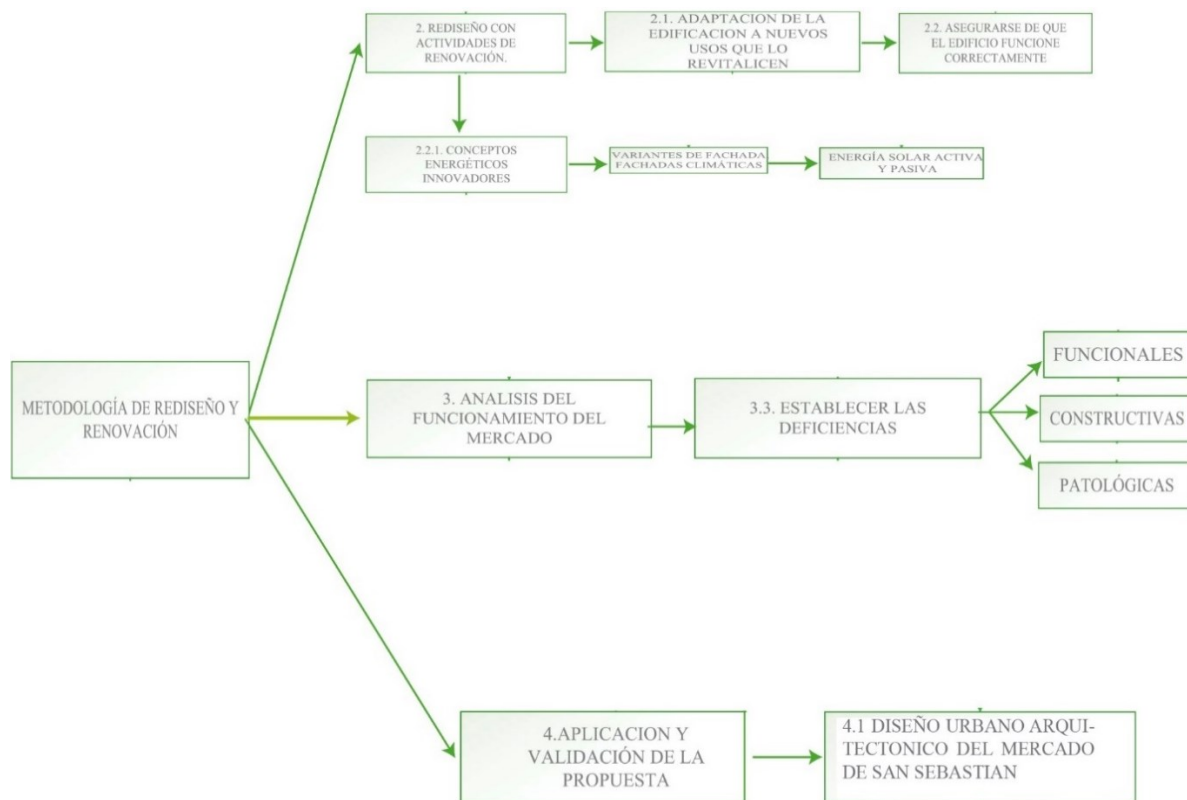 2. REDISEÑO CON
ACTIVIDADES DE
RENOVACIÓN.
2.1. ADAPTACION DE LA
EDIFICACION A NUEVOS
USOS QUE LO
REVITALICEN
2.2. ASEGURARSE DE QUE
EL EDIFICIO FUNCIONE
CORRECTAMENTE
2.2.1. CONCEPTOS
ENERGÉTICOS
INNOVADORES
VARIANTES DE FACHADA
FACHADAS CLIMÁTICAS
ENERGÍA SOLAR ACTIVA
Y PASIVA
METODOLOGÍA DE REDISEÑO Y
RENOVACIÓN
3. ANALISIS DEL
FUNCIONAMIENTO DEL
MERCADO
3.3. ESTABLECER LAS
DEFICIENCIAS
FUNCIONALES
CONSTRUCTIVAS
PATOLÓGICAS
4.APLICACION Y
VALIDACIÓN DE LA
PROPUESTA
4.1 DISEÑO URBANO ARQUI-
TECTONICO DEL MERCADO
DE SAN SEBASTIAN